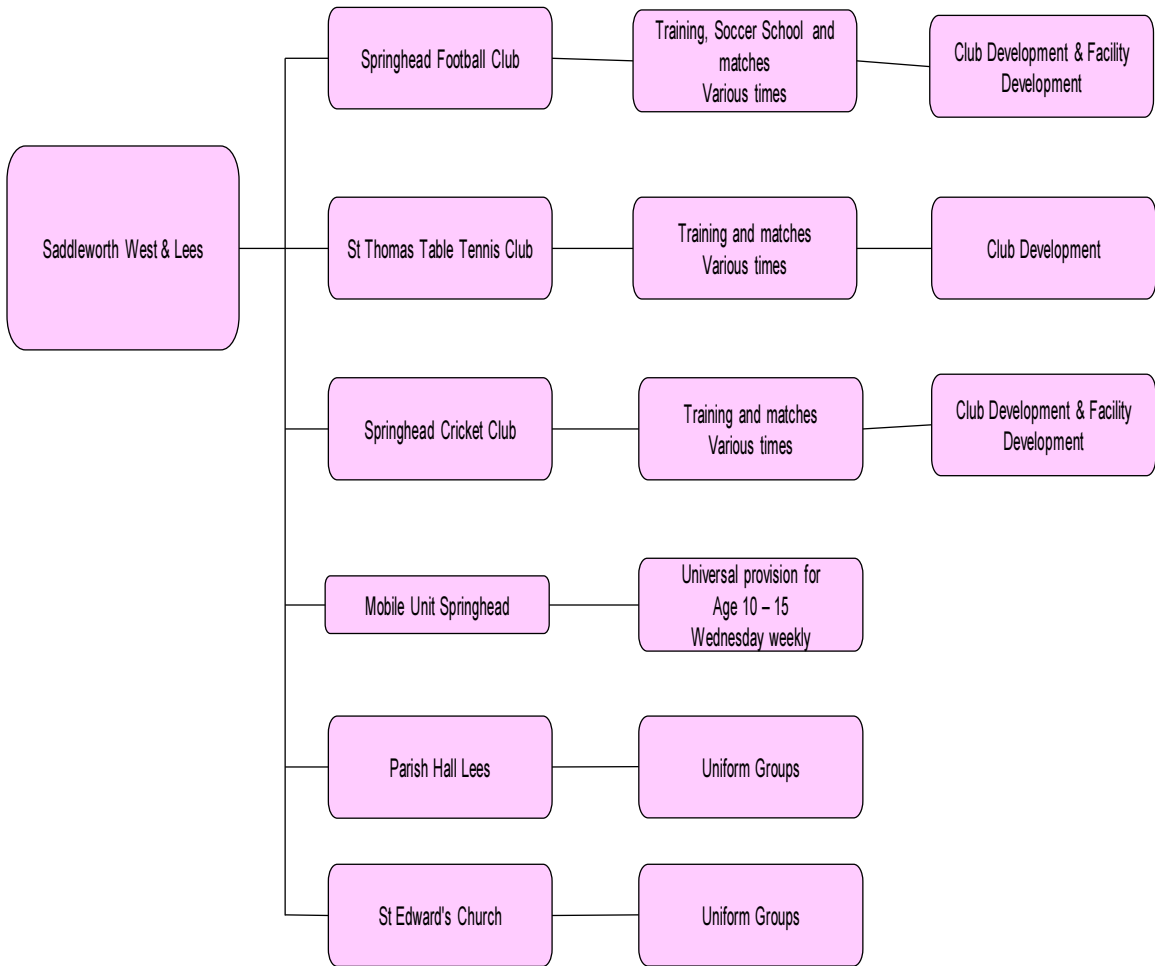 Springhead Football Club
Training, Soccer School and
matches
Various times
Club Development & Facility
Development
Saddleworth West & Lees
St Thomas Table Tennis Club
Training and matches
Various times
Club Development
Springhead Cricket Club
Training and matches
Various times
Club Development & Facility
Development
Mobile Unit Springhead
Universal provision for
Age 10 – 15
Wednesday weekly
Parish Hall Lees
Uniform Groups
St Edward's Church
Uniform Groups